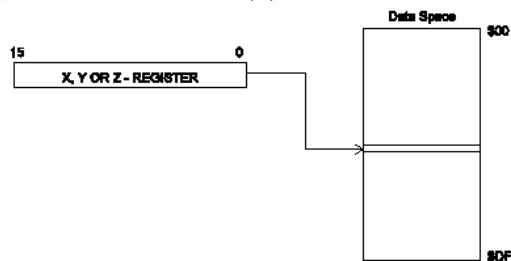 Data Space
$00
15 0
X, Y OR Z - REGISTER
$DF